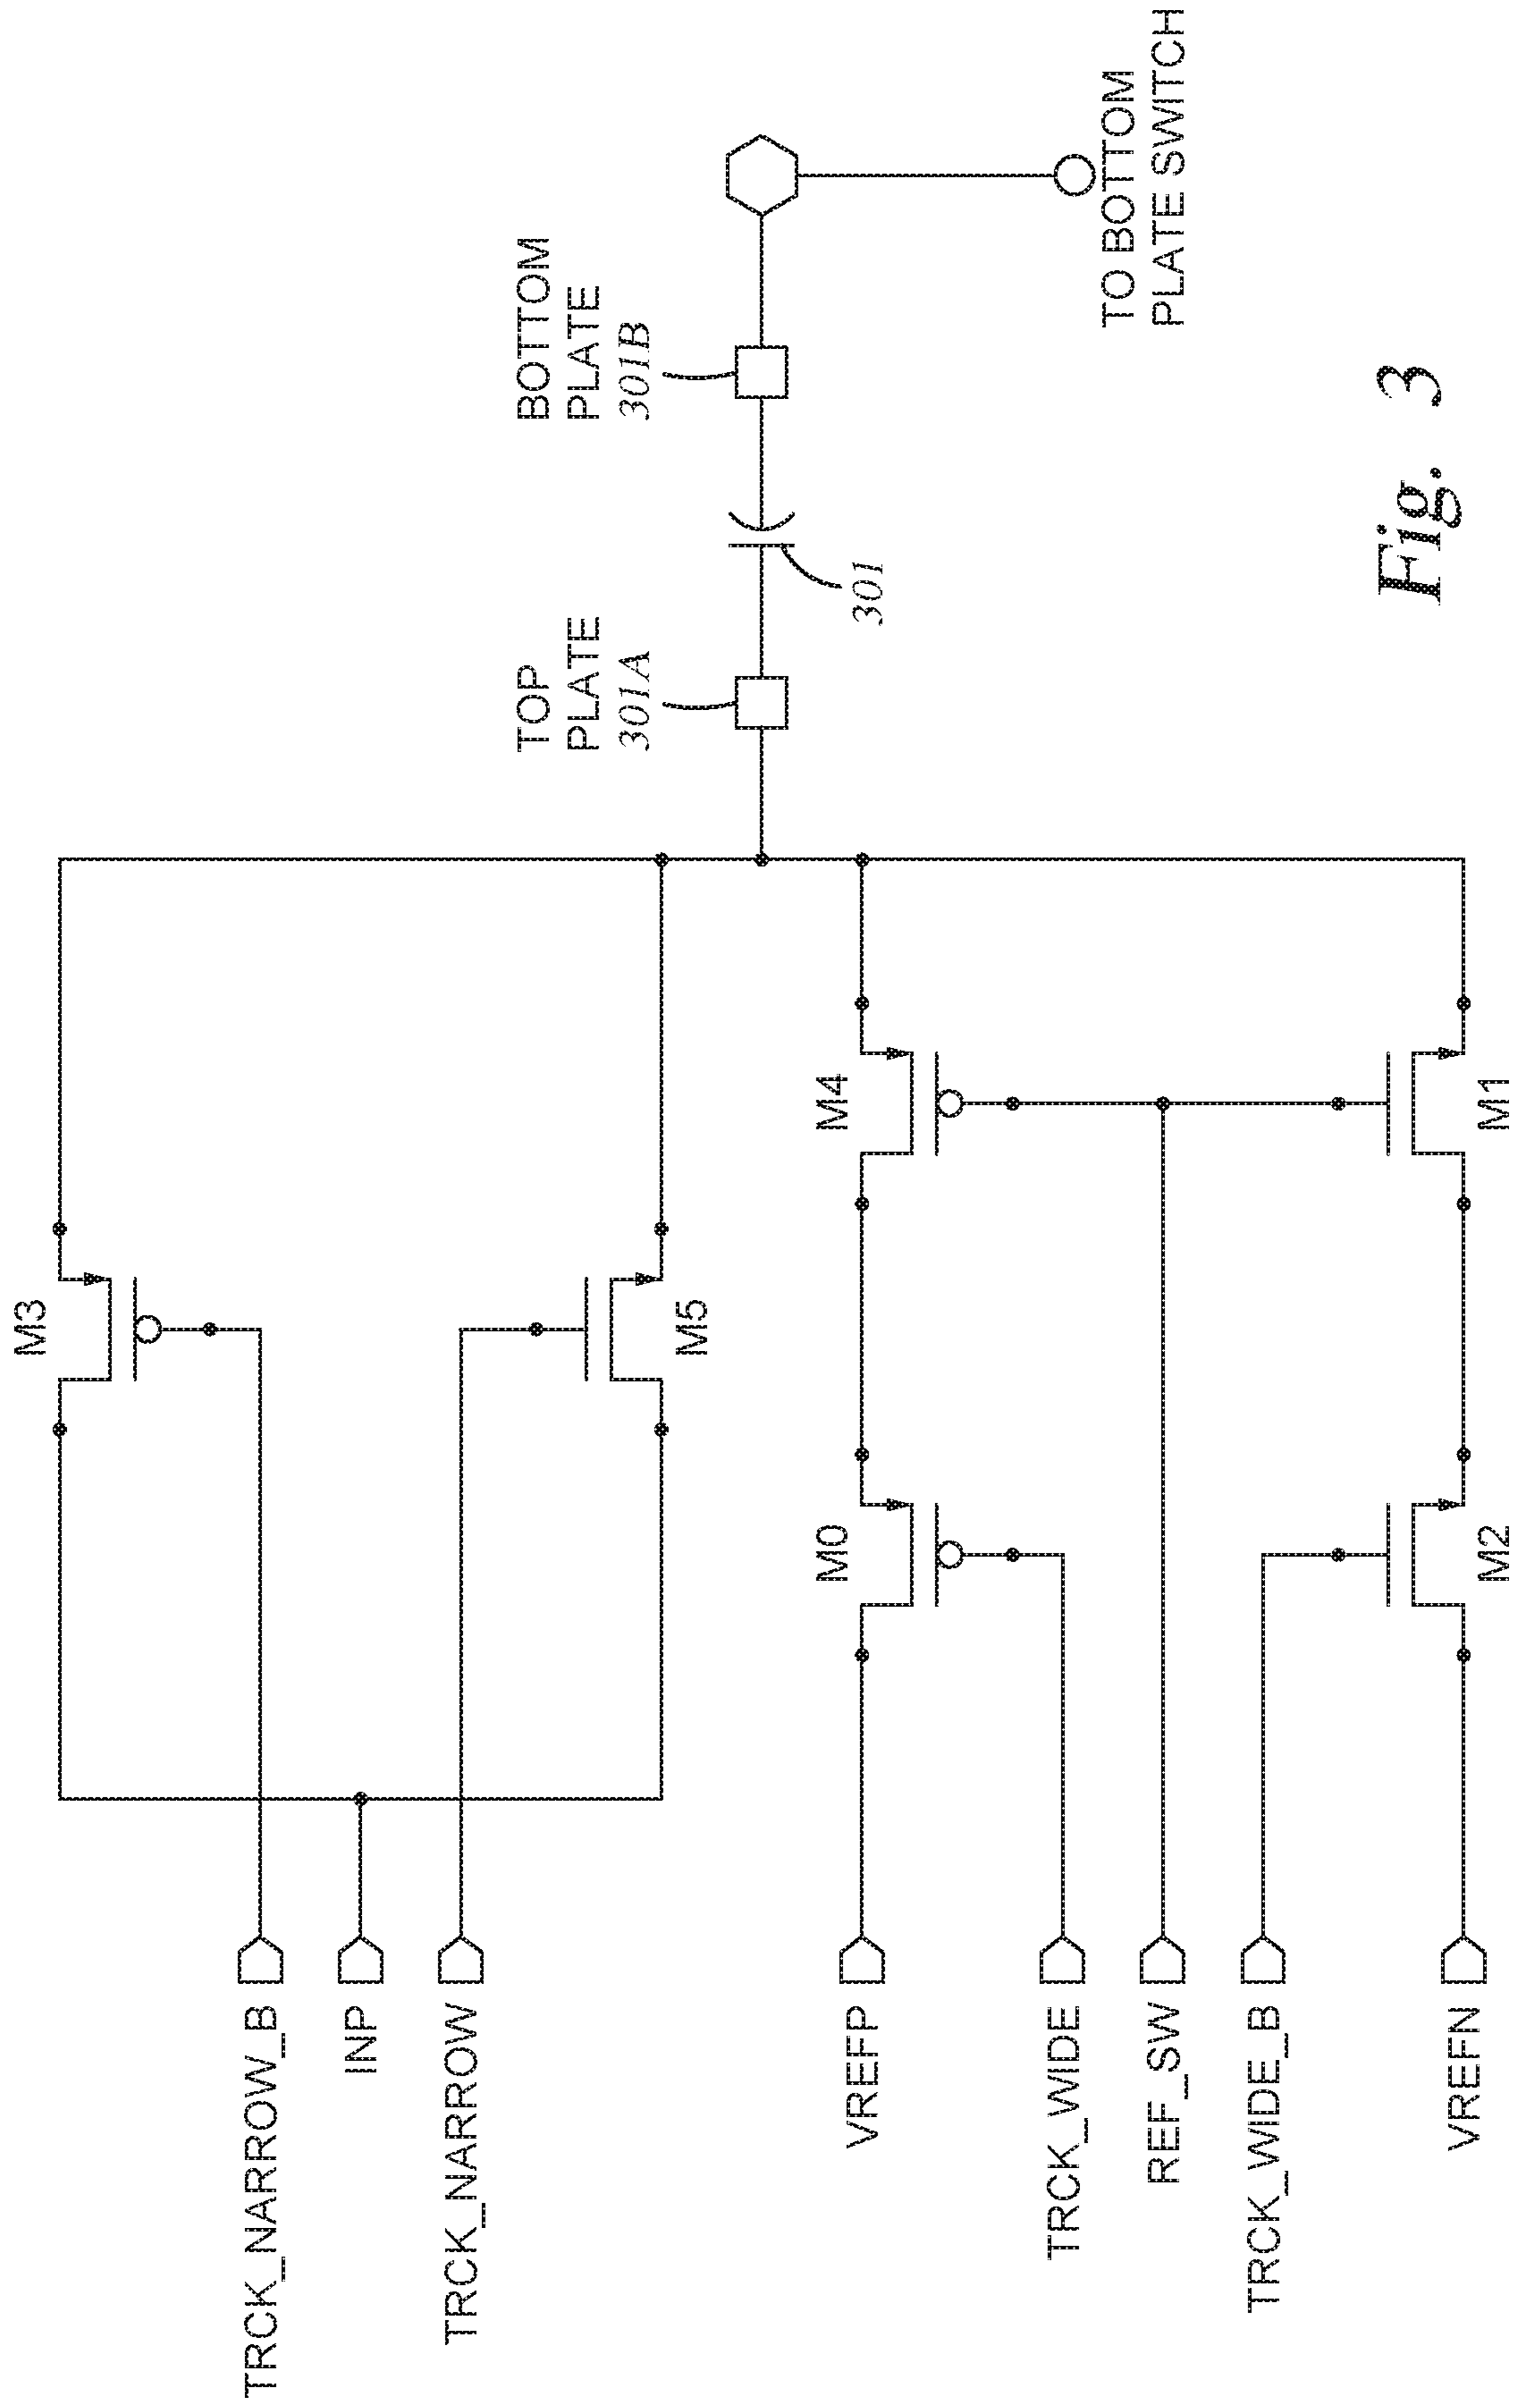 M3
TRCK_NARROW_B
INP
TRCK_NARROW
M5
TOP
PLATE
301A
BOTTOM
PLATE
301B
301
TO BOTTOM
PLATE SWITCH
M0
M4
VREFP
TRCK_WIDE
REF_SW
TRCK_WIDE_B
VREFN
M2
M1
Fig. 3